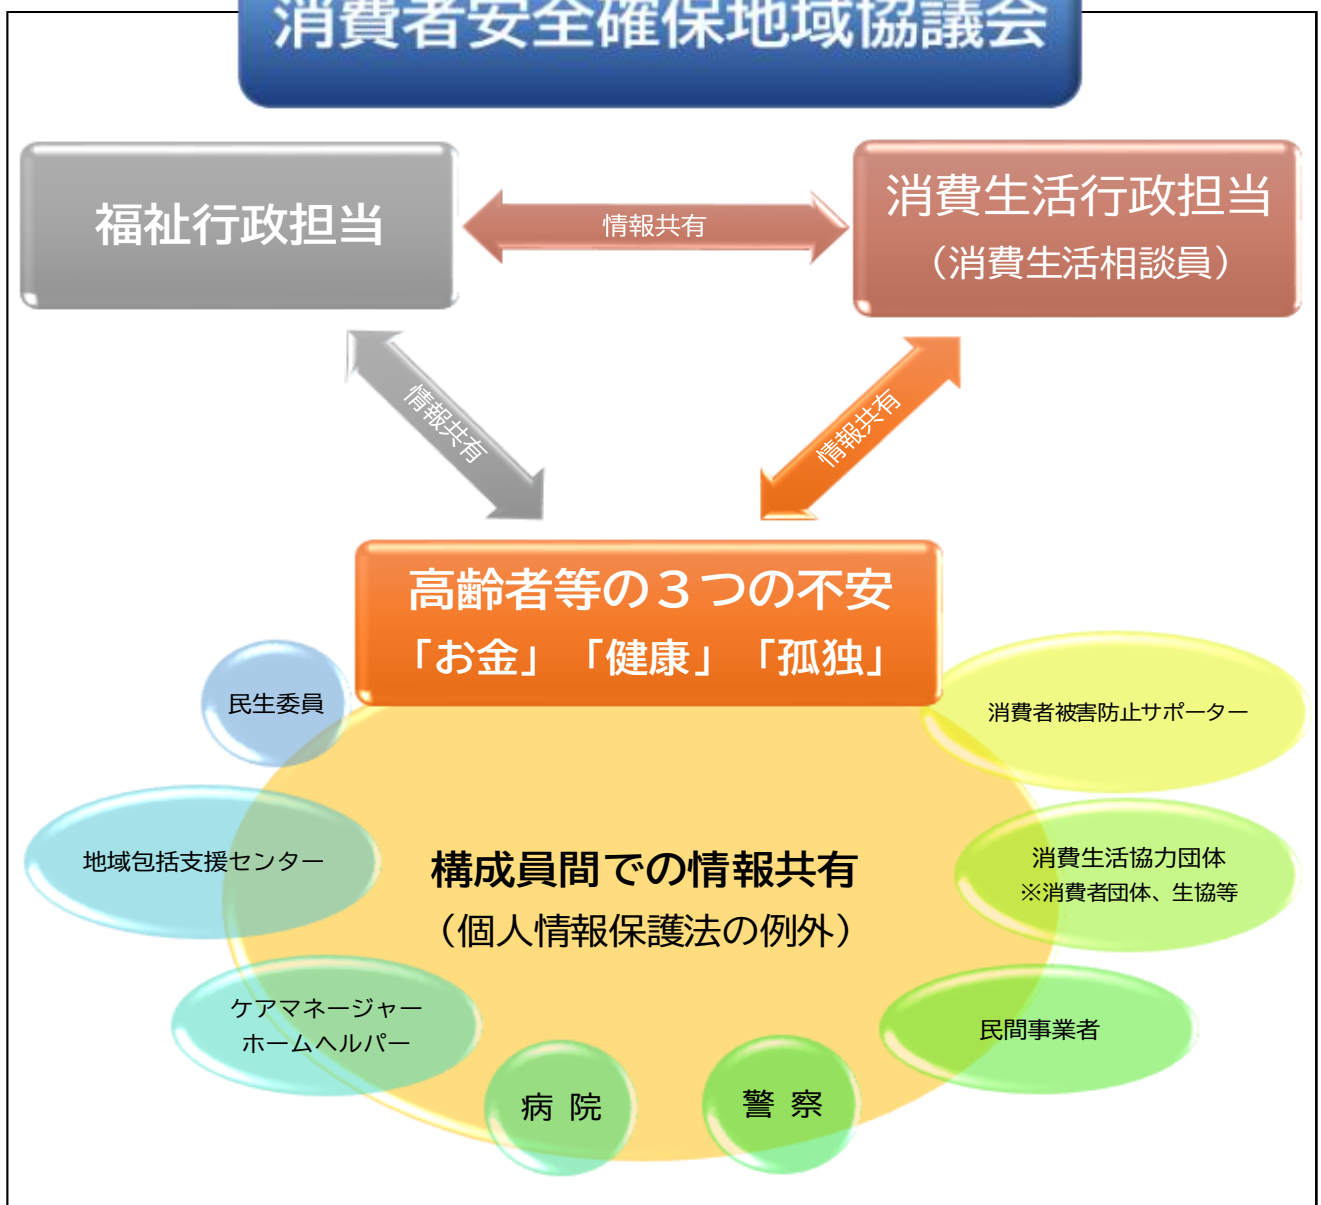 消費者安全確保地域協議会
福祉行政担当
情報共有
消費生活行政担当
（消費生活相談員）
情報共有
情報共有
高齢者等の３つの不安
「お金」「健康」「孤独」
民生委員
消費者被害防止サポーター
地域包括支援センター
構成員間での情報共有
（個人情報保護法の例外）
消費生活協力団体
※消費者団体、生協等
ケアマネージャー
ホームヘルパー
民間事業者
病 院
警 察